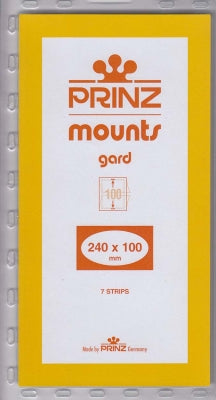 PRINZ
mounts
gard
100
240 x 100
mm
7 STRIPS
Made by PRINZ Germany